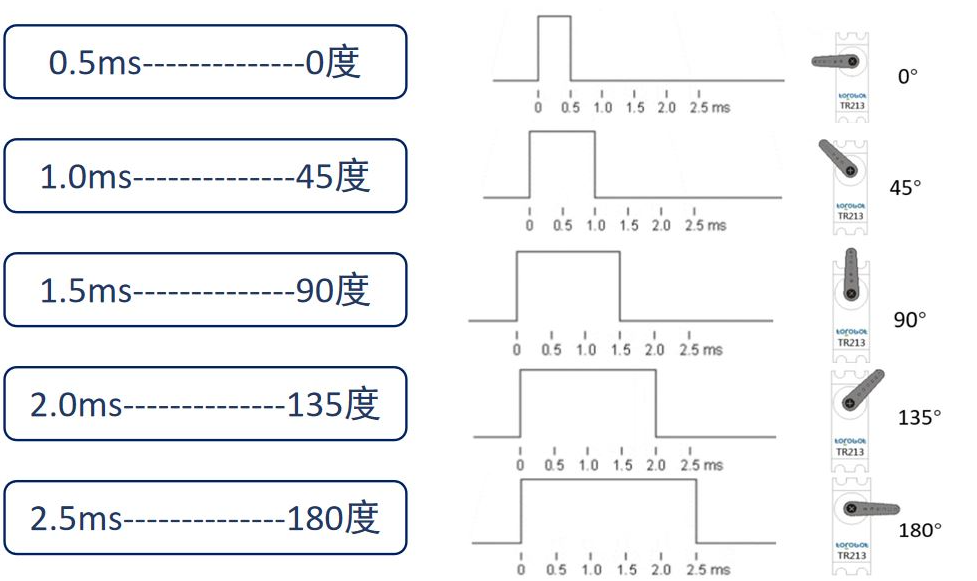 0.5ms--------------0度
0 0.5 1.0 1.5 2.0 2.5 ms
torobot
TR213
0°
1.0ms--------------45度
0 0.5 1.0 1.5 2.0 2.5 ms
torobot
TR213
45°
1.5ms--------------90度
0 0.5 1.0 1.5 2.0 2.5 ms
torobot
TR213
90°
2.0ms--------------135度
0 0.5 1.0 1.5 2.0 2.5 ms
torobot
TR213
135°
2.5ms--------------180度
0 0.5 1.0 1.5 2.0 2.5 ms
torobot
TR213
180°